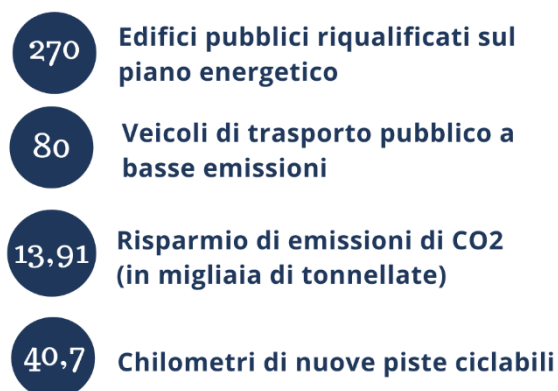 270
Edifici pubblici riqualificati sul
piano energetico
80
Veicoli di trasporto pubblico a
basse emissioni
13,91
Risparmio di emissioni di CO2
(in migliaia di tonnellate)
40,7
Chilometri di nuove piste ciclabili